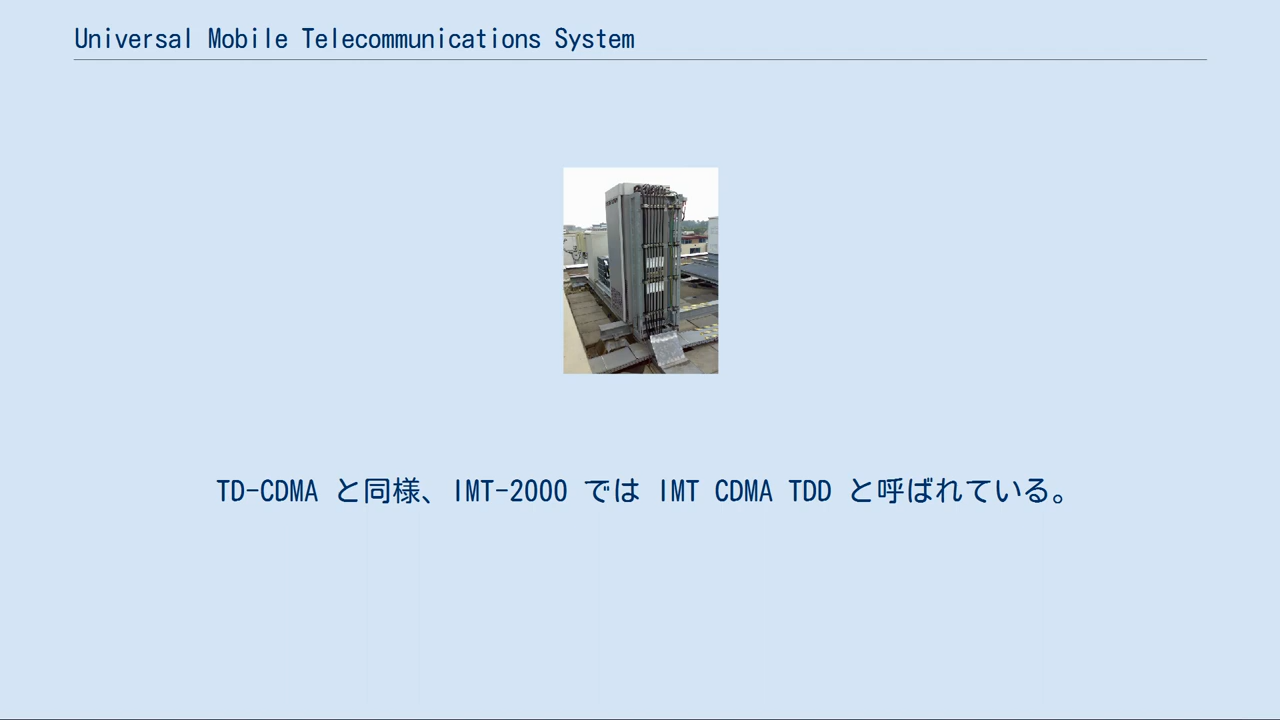 Universal Mobile Telecommunications System
TD-CDMA と同様、IMT-2000 では IMT CDMA TDD と呼ばれている。